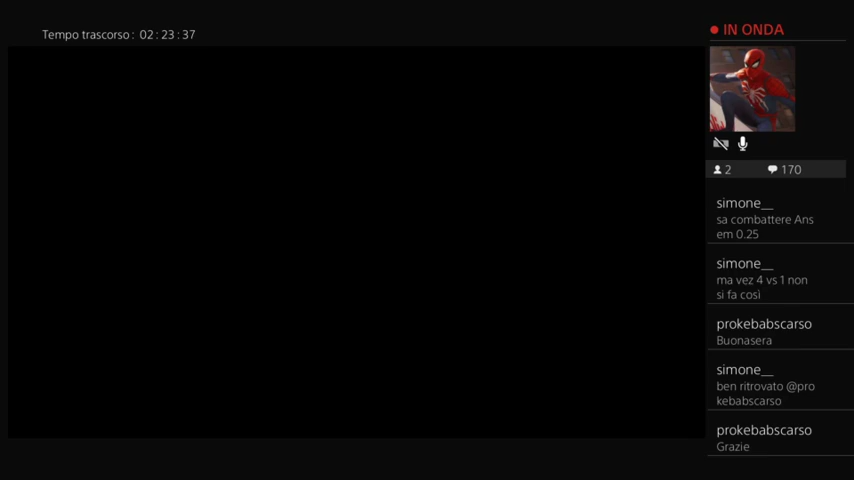 Tempo trascorso: 02:23:37
IN ONDA
2 170
simone__
sa combattere Ans
em 0.25
simone__
ma vez 4 vs 1 non
si fa così
prokebabscarso
Buonasera
simone__
ben ritrovato @pro
kebabscarso
prokebabscarso
Grazie